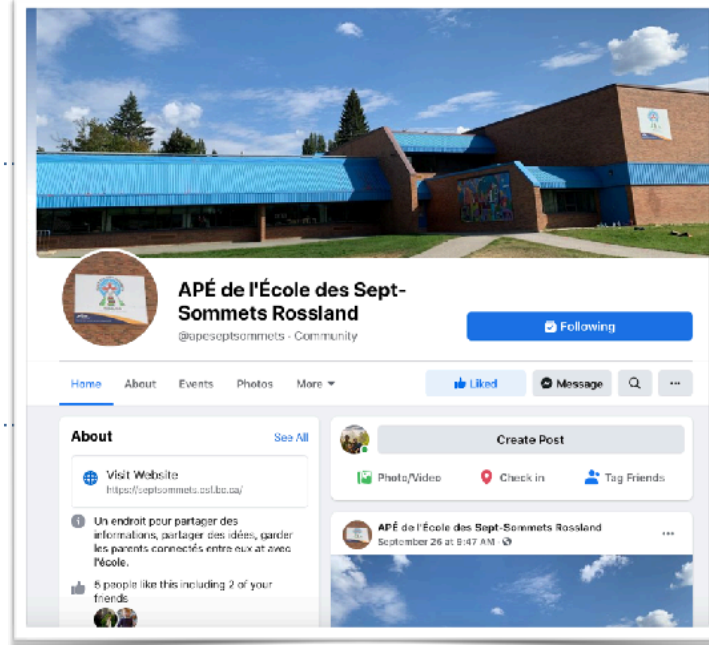 APÉ de l'École des Sept-
Sommets Rossland
@apeseptsommets · Community
Following
Home About Events Photos More
Liked Message
About See All
Visit Website
https://septsommets.csf.bc.ca/
Un endroit pour partager des
informations, partager des idées, garder
les parents connectés entre eux at avec
l'école.
5 people like this including 2 of your
friends
Create Post
Photo/Video Check in Tag Friends
APÉ de l'École des Sept-Sommets Rossland
September 26 at 9:47 AM ·